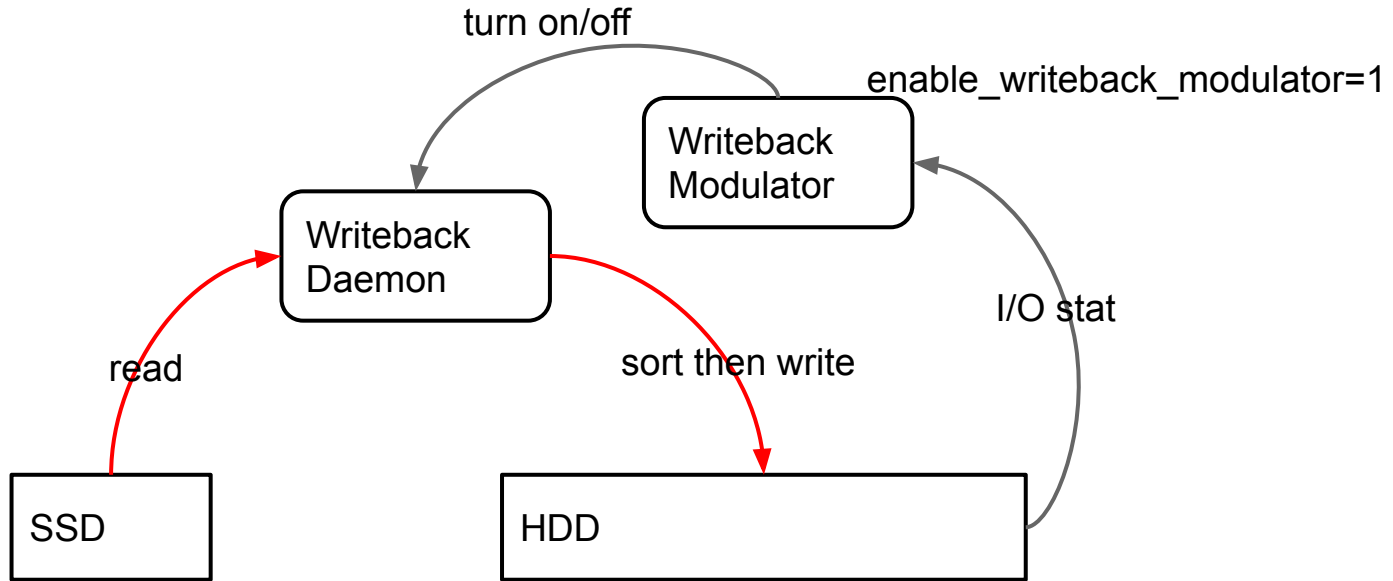 turn on/off
enable_writeback_modulator=1
Writeback
Modulator
Writeback
Daemon
I/O stat
read
sort then write
SSD
HDD